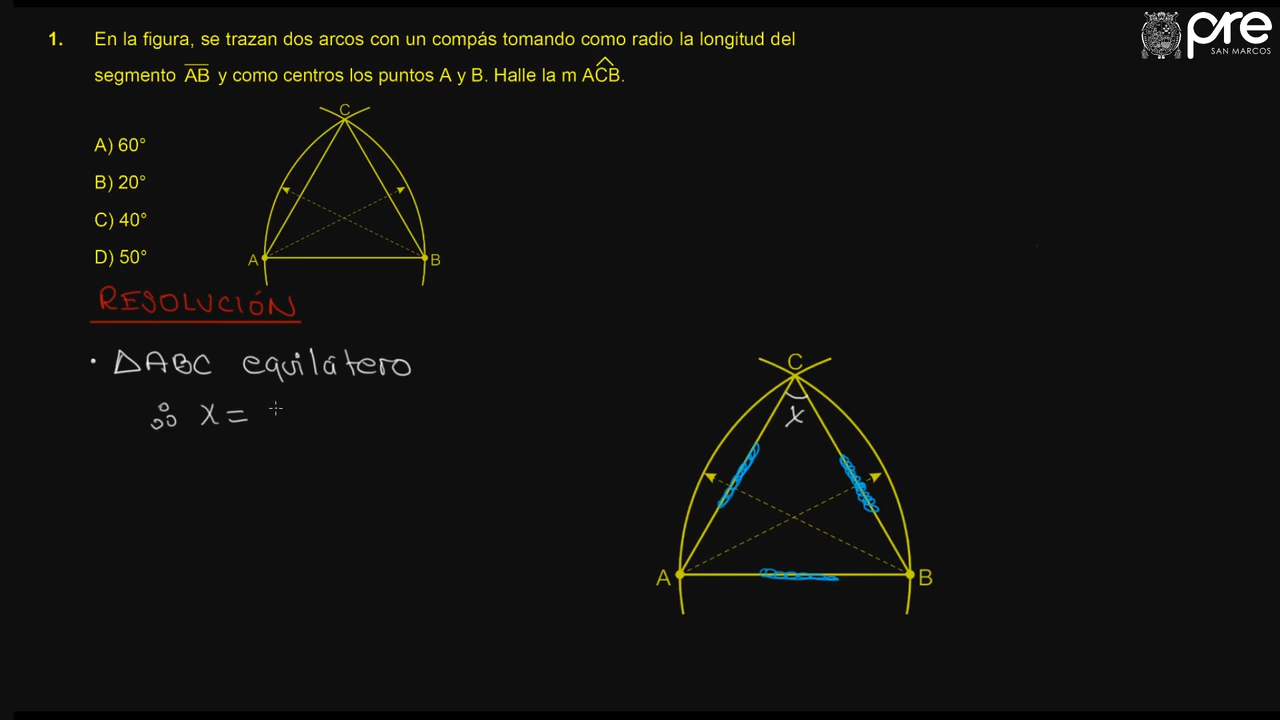 pre
SAN MARCOS
1. En la figura, se trazan dos arcos con un compás tomando como radio la longitud del
segmento AB y como centros los puntos A y B. Halle la m ACB.
A) 60°
B) 20°
C) 40°
D) 50°
C
A
B
RESOLUCIÓN
• △ABC equilátero
∴ x =
C
x
A
B